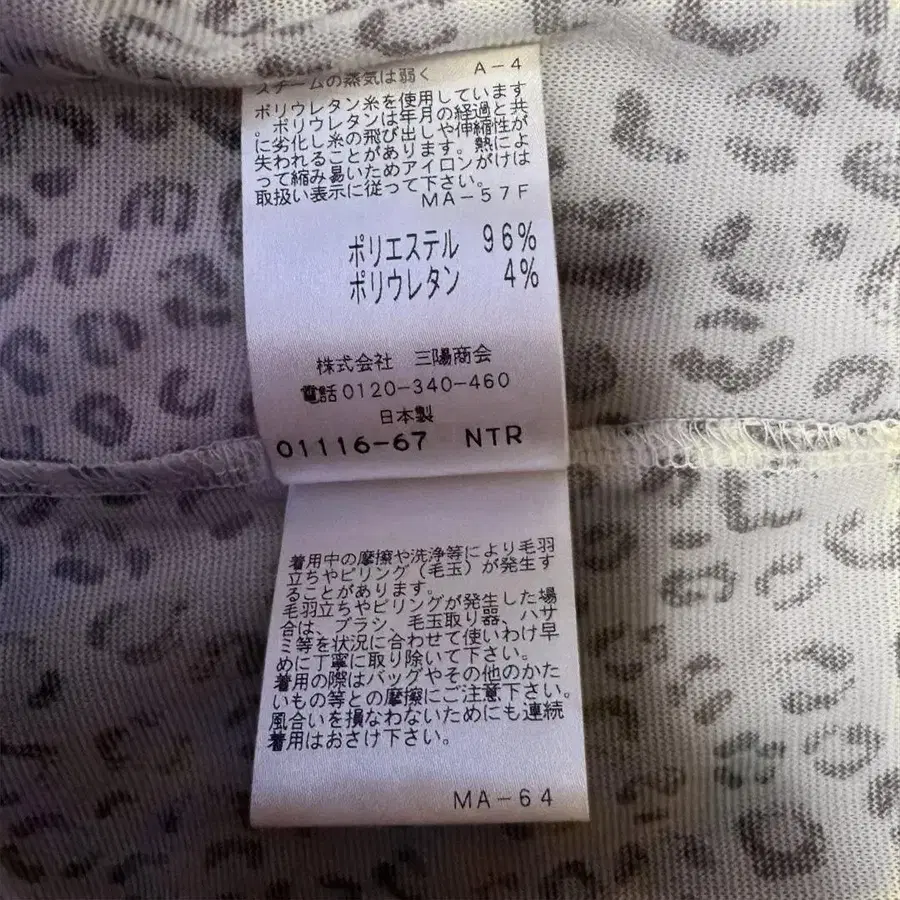 スチームの蒸気は弱く A-4
ポリウレタン糸を使用しています
。ポリウレタンは年月の経過と共
に劣化し糸の飛び出しや伸縮性が
失われることがあります。熱によ
って縮み易いためアイロンがけは
取扱い表示に従って下さい。
MA-57F
ポリエステル 96%
ポリウレタン 4%
株式会社 三陽商会
電話0120-340-460
日本製
01116-67 NTR
着用中の摩擦や洗浄等により毛羽
立ちやピリング(毛玉)が発生す
ることがあります。
毛羽立ちやピリングが発生した場
合は、ブラシ、毛玉取り器、ハサ
ミ等を状況に合わせて使いわけ早
めに丁寧に取り除いて下さい。
着用の際はバッグやその他のかた
いもの等との摩擦にご注意下さい。
風合いを損なわないためにも連続
着用はおさけ下さい。
MA-64